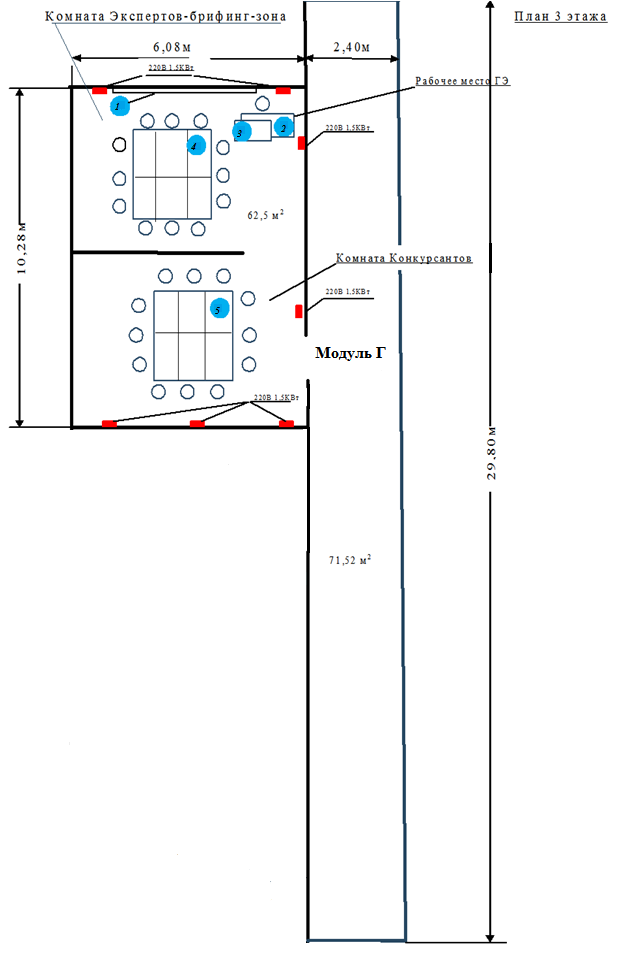 Комната Экспертов-брифинг-зона
План 3 этажа
6,08м
2,40м
220В 1.5КВт
Рабочее место ГЭ
1
2
3
220В 1,5КВт
4
62,5 м²
10,28м
Комната Конкурсантов
220В 1,5КВт
5
Модуль Г
220В 1.5КВт
29.80м
71,52 м²